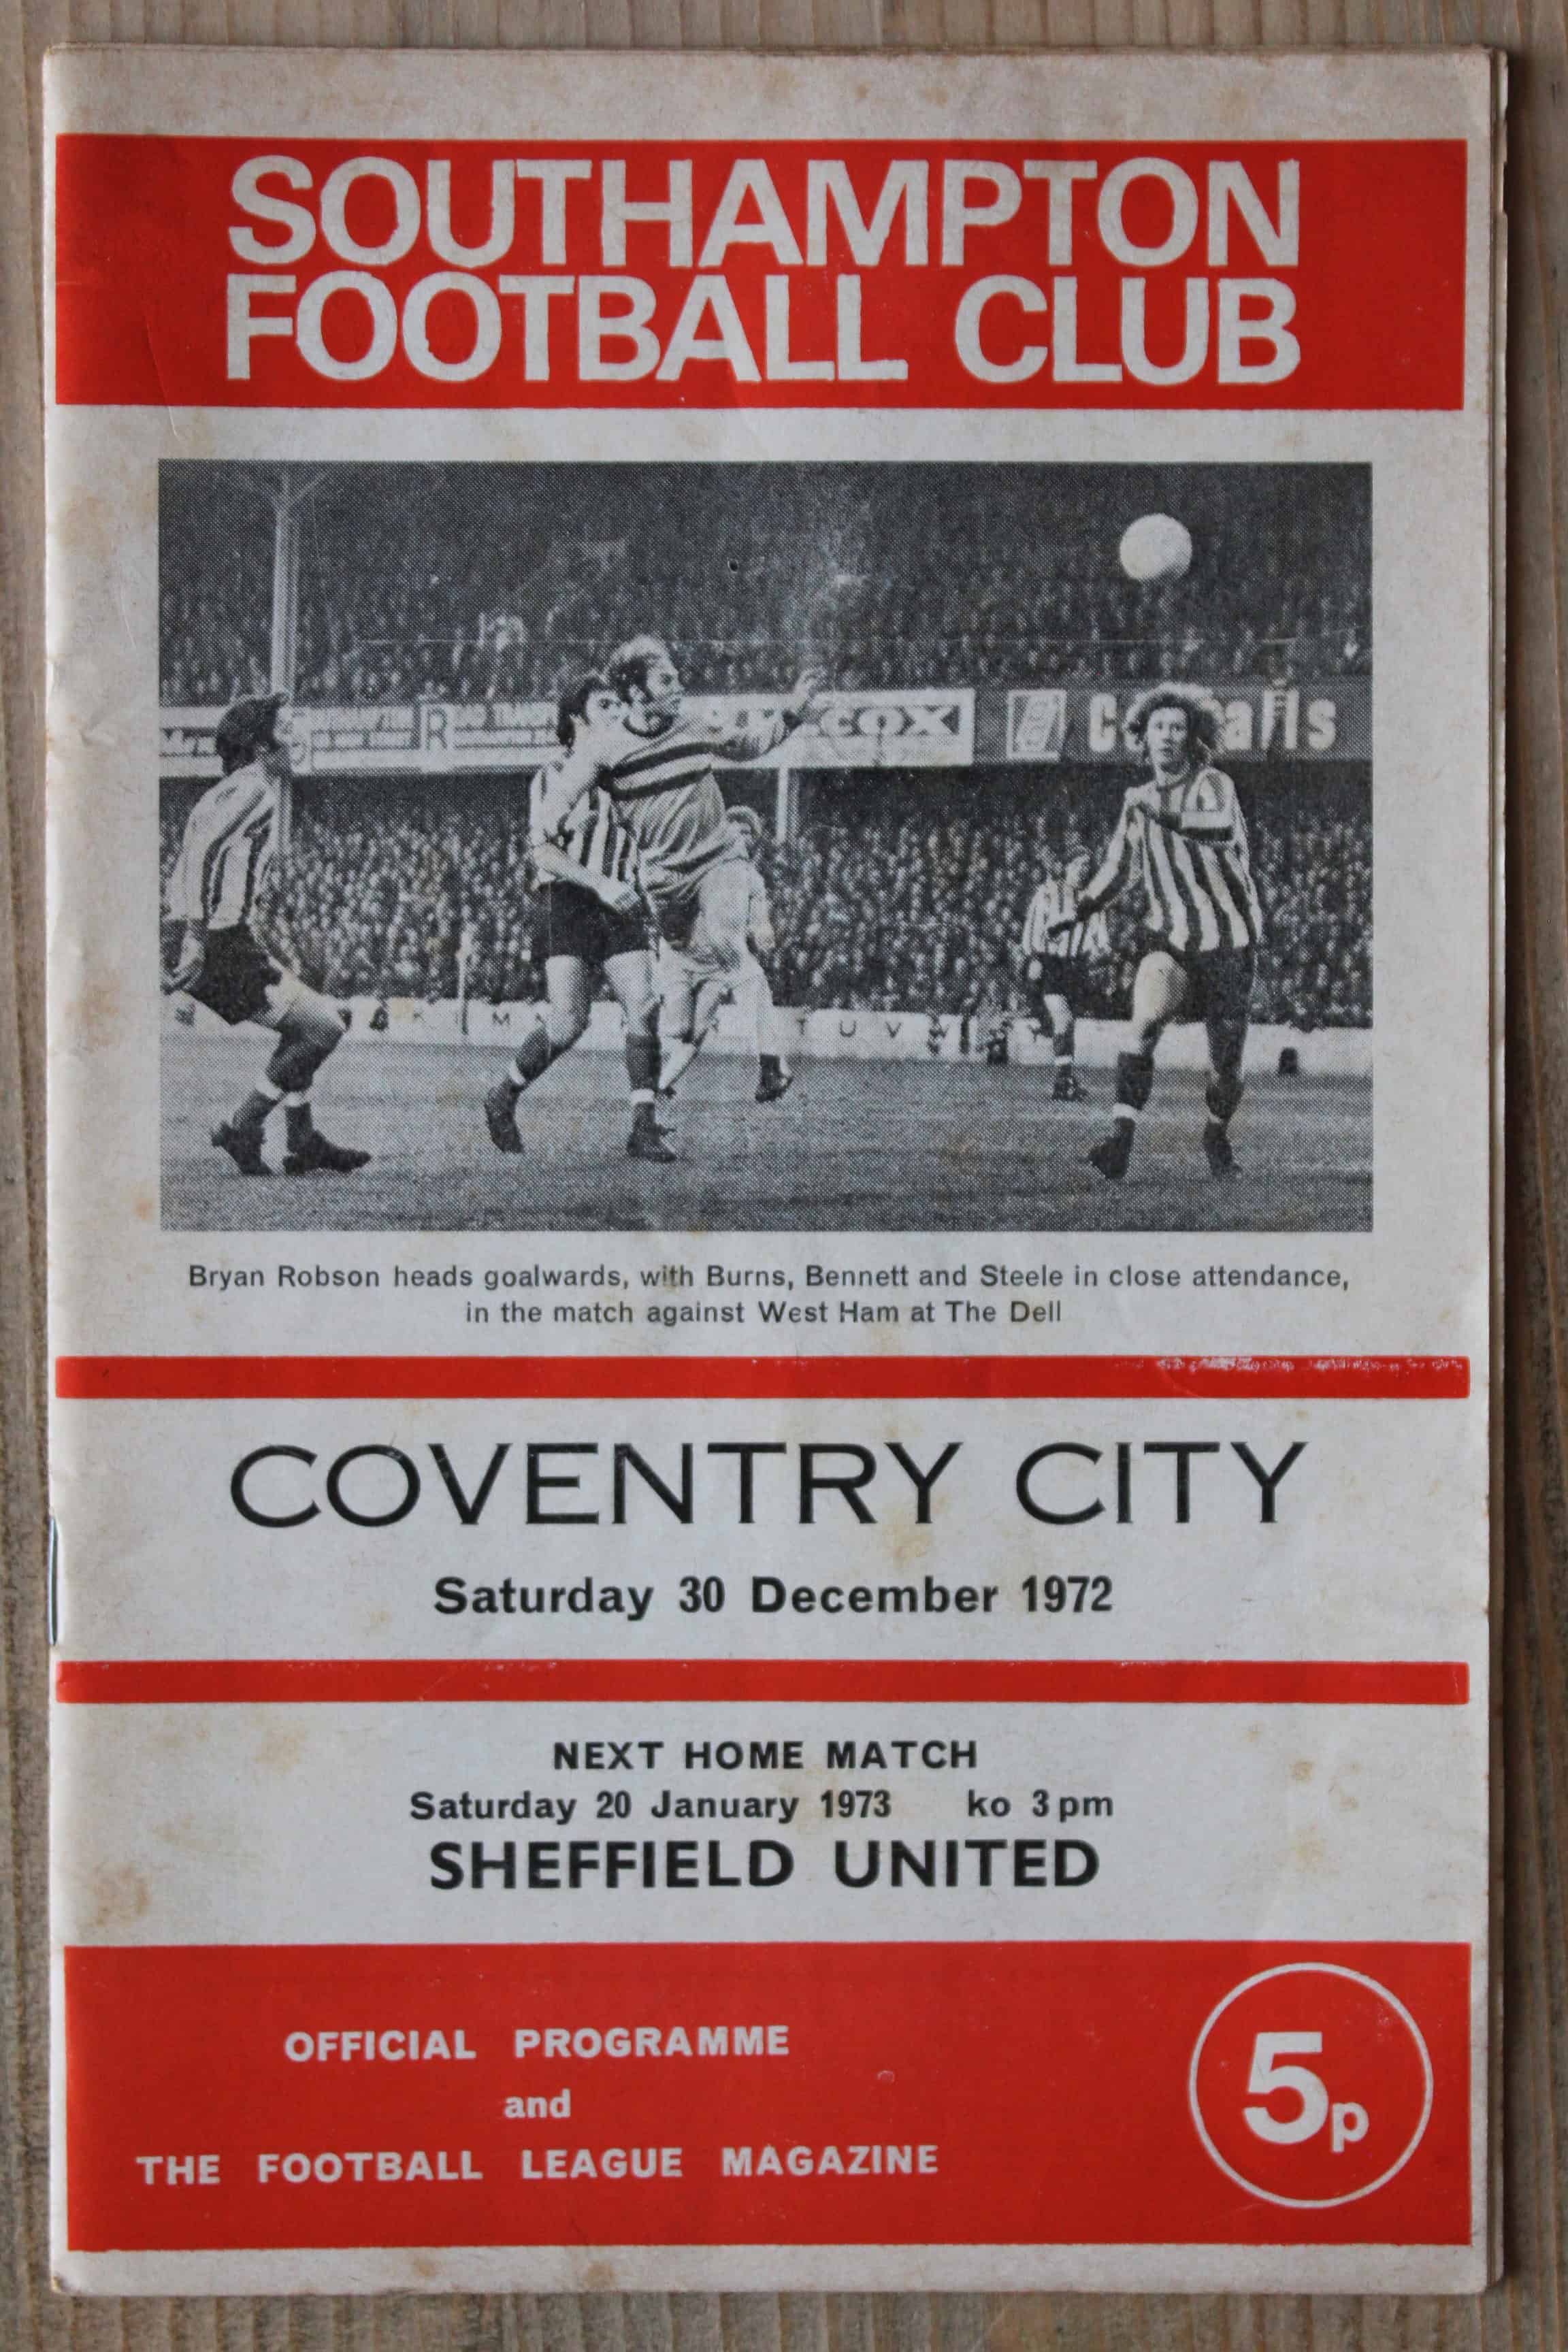 SOUTHAMPTON
FOOTBALL CLUB
COX
K L M
T U V W
Bryan Robson heads goalwards, with Burns, Bennett and Steele in close attendance,
in the match against West Ham at The Dell
COVENTRY CITY
Saturday 30 December 1972
NEXT HOME MATCH
Saturday 20 January 1973 ko 3pm
SHEFFIELD UNITED
OFFICIAL PROGRAMME
and
THE FOOTBALL LEAGUE MAGAZINE
5p